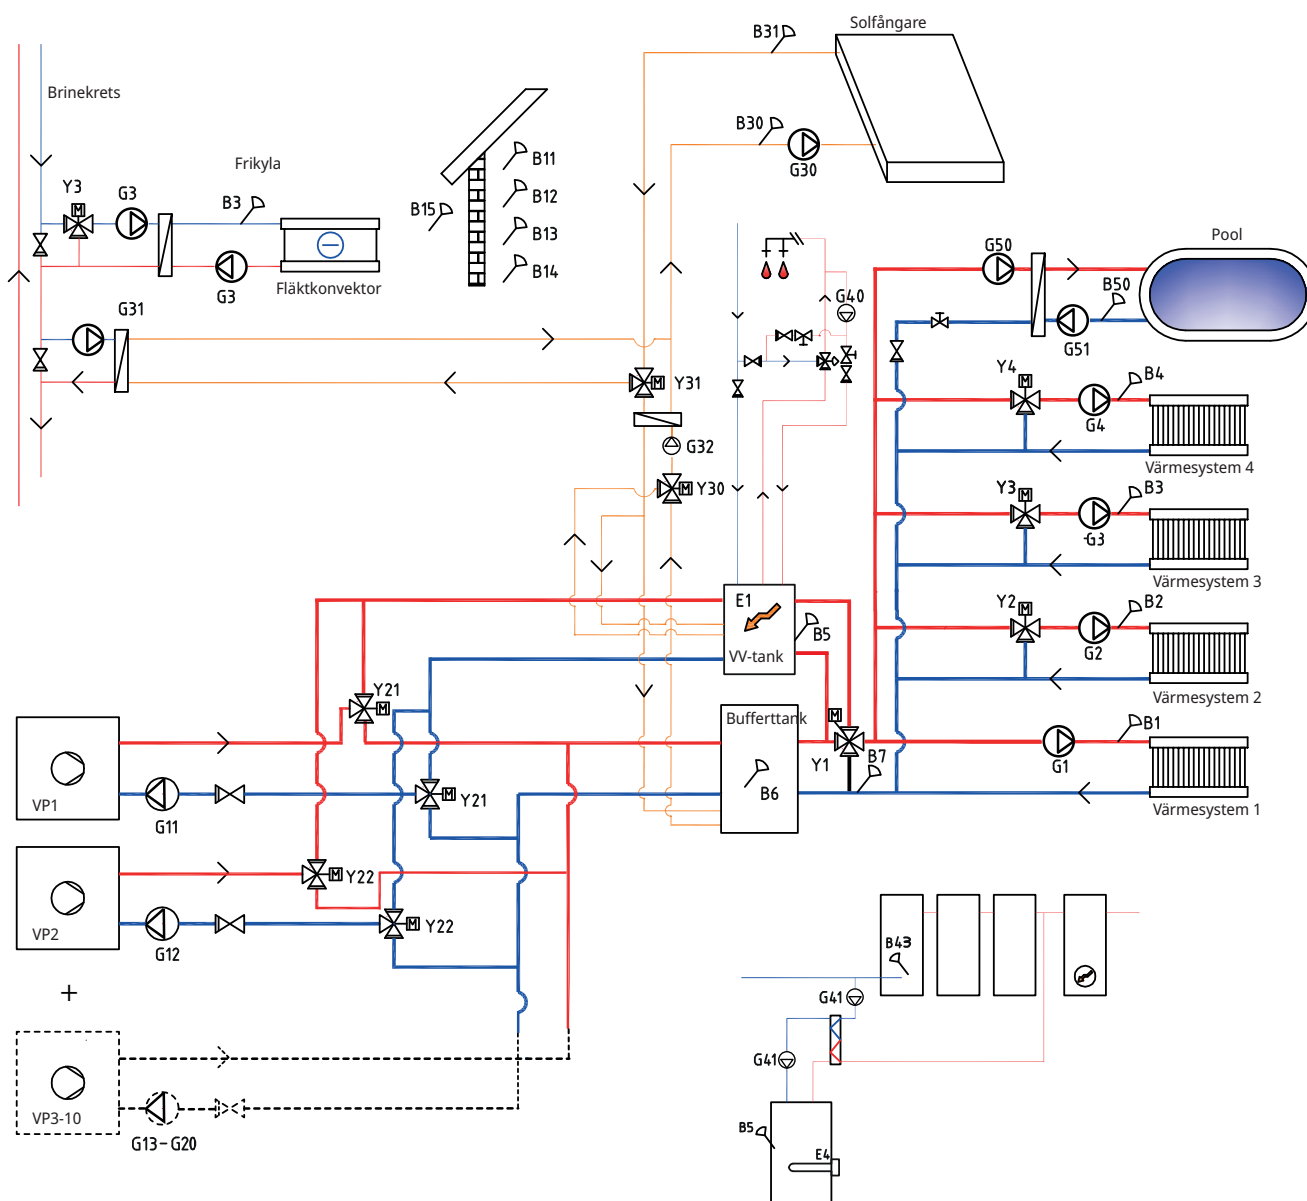 Solfångare
B31
Brinekrets
B30
G30
Frikyla
Y3
G3
B3
G3
Fläktkonvektor
B11
B12
B15
B13
B14
G31
Pool
G50
B50
G51
G40
Y31
G32
Y30
Y4
B4
G4
Värmesystem 4
Y3
B3
G3
Värmesystem 3
Y2
B2
G2
Värmesystem 2
E1
B5
VV-tank
Y21
Bufferttank
M
M
M
M
M
M
M
M
M
M
M
B1
Y1
B7
G1
B6
Värmesystem 1
VP1
G11
Y21
Y22
VP2
G12
Y22
+
VP3-10
G13-G20
B43
G41
G41
B5
E4